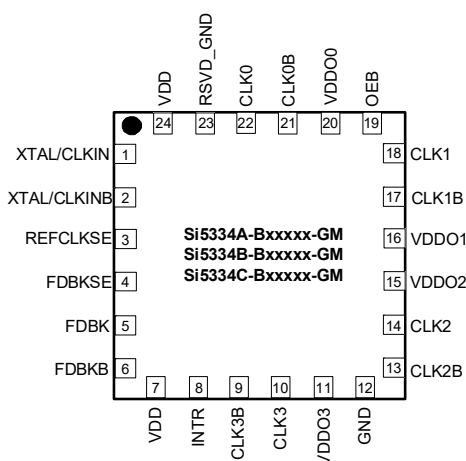 VDD
RSVD_GND
CLK0
CLK0B
VDDO0
OEB
24
23
22
21
20
19
XTAL/CLKIN
1
XTAL/CLKINB
2
REFCLKSE
3
FDBKSE
4
FDBK
5
FDBKB
6
Si5334A-Bxxxxx-GM
Si5334B-Bxxxxx-GM
Si5334C-Bxxxxx-GM
18 CLK1
17 CLK1B
16 VDDO1
15 VDDO2
14 CLK2
13 CLK2B
7
8
9
10
11
12
VDD
INTR
CLK3B
CLK3
VDDO3
GND